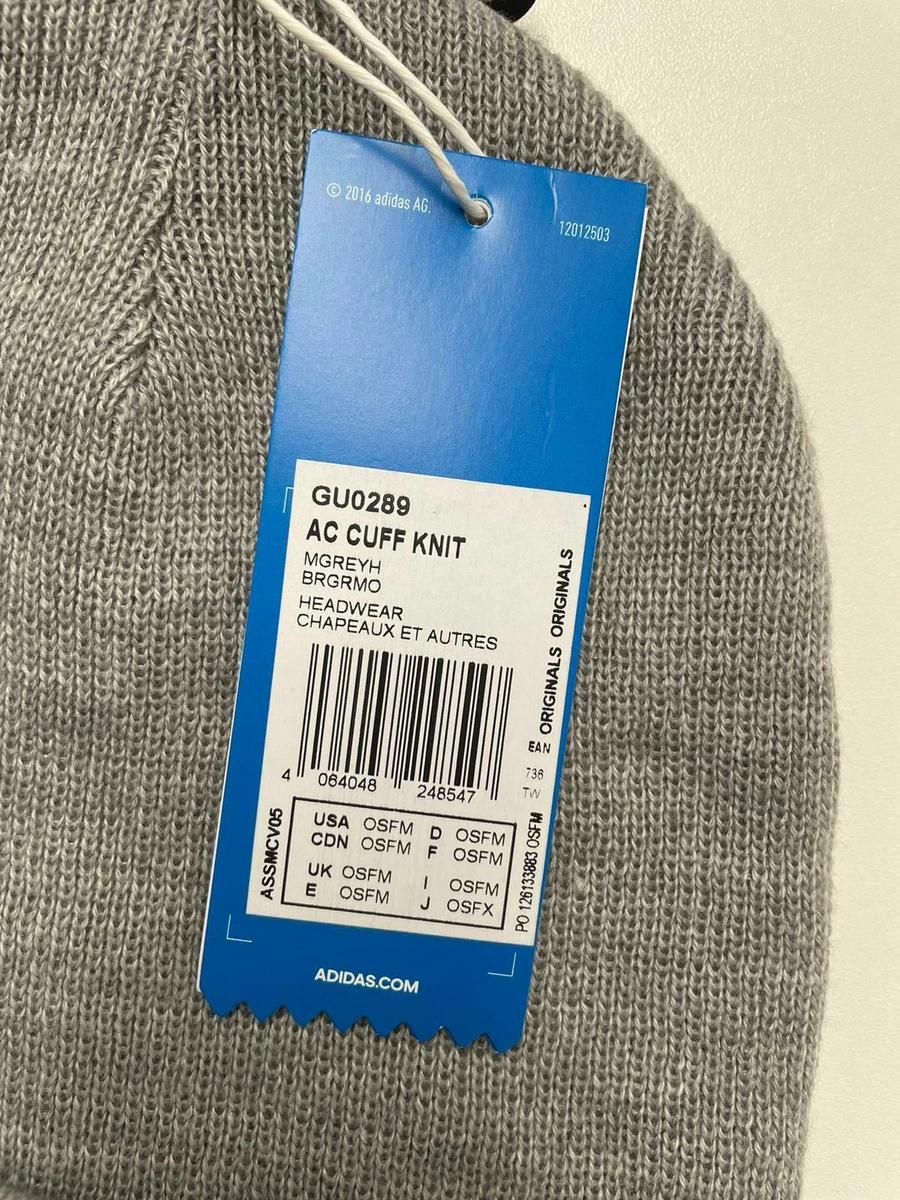 © 2016 adidas AG.
12012503
GU0289
AC CUFF KNIT
MGREYH
BRGRMO
HEADWEAR
CHAPEAUX ET AUTRES
ORIGINALS ORIGINALS
EAN
736
TW
4 064048 248547
ASSMCV05
USA OSFM D OSFM
CDN OSFM F OSFM
UK OSFM I OSFM
E OSFM J OSFX
PO 126133883 OSFM
ADIDAS.COM